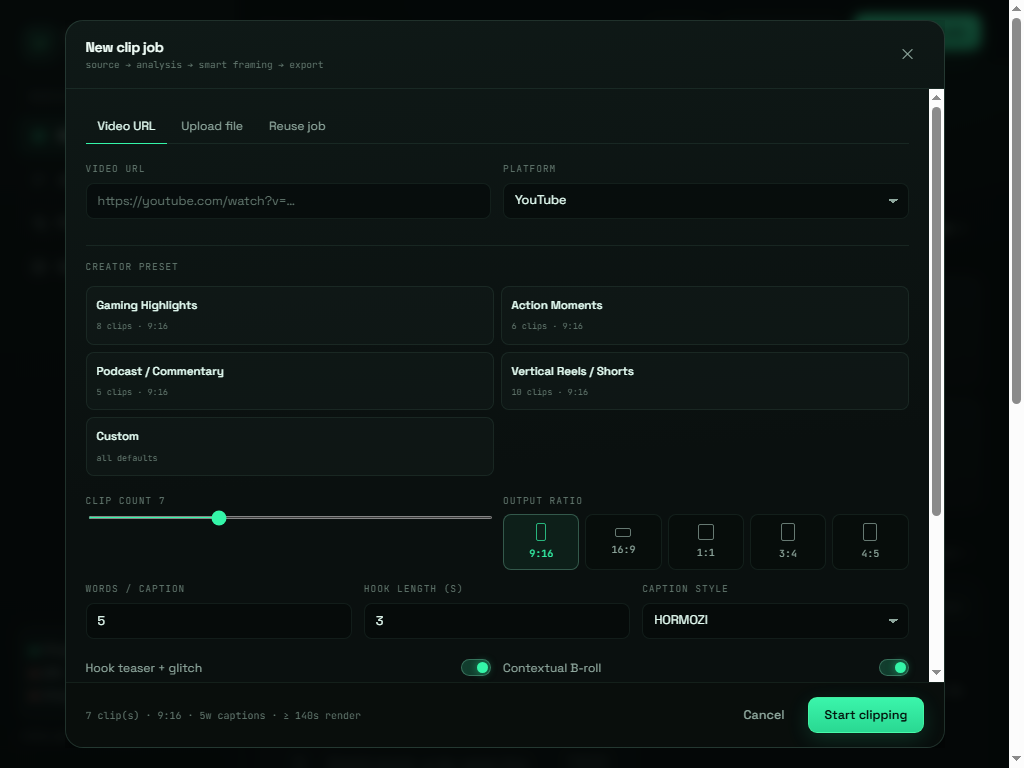 New clip job
source → analysis → smart framing → export
Video URL
Upload file
Reuse job
VIDEO URL
PLATFORM
https://youtube.com/watch?v=…
YouTube
CREATOR PRESET
Gaming Highlights
8 clips · 9:16
Action Moments
6 clips · 9:16
Podcast / Commentary
5 clips · 9:16
Vertical Reels / Shorts
10 clips · 9:16
Custom
all defaults
CLIP COUNT 7
OUTPUT RATIO
9:16
16:9
1:1
3:4
4:5
WORDS / CAPTION
HOOK LENGTH (S)
CAPTION STYLE
5
3
HORMOZI
Hook teaser + glitch
Contextual B-roll
7 clip(s) · 9:16 · 5w captions · ≥ 140s render
Cancel
Start clipping